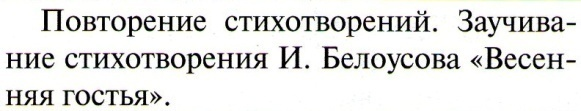 Повторение стихотворений. Заучива-
ние стихотворения И. Белоусова «Весен-
няя гостья».